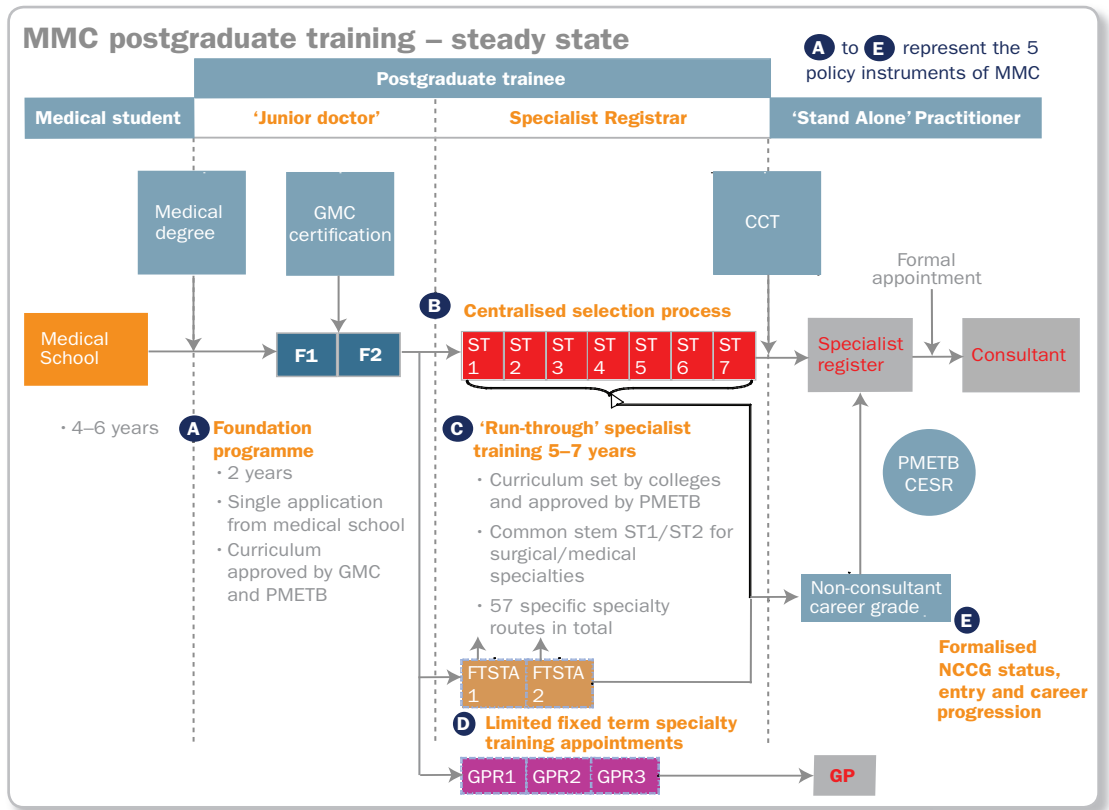 MMC postgraduate training – steady state
A to E represent the 5
policy instruments of MMC
Postgraduate trainee
Medical student
'Junior doctor'
Specialist Registrar
'Stand Alone' Practitioner
Medical
degree
GMC
certification
CCT
Formal
appointment
B Centralised selection process
Medical
School
F1
F2
ST
1
ST
2
ST
3
ST
4
ST
5
ST
6
ST
7
Specialist
register
Consultant
· 4–6 years
A Foundation
programme
· 2 years
· Single application
from medical school
· Curriculum
approved by GMC
and PMETB
C 'Run-through' specialist
training 5–7 years
· Curriculum set by colleges
and approved by PMETB
· Common stem ST1/ST2 for
surgical/medical
specialties
· 57 specific specialty
routes in total
PMETB
CESR
Non-consultant
career grade
E
Formalised
NCCG status,
entry and career
progression
FTSTA
1
FTSTA
2
D Limited fixed term specialty
training appointments
GPR1
GPR2
GPR3
GP